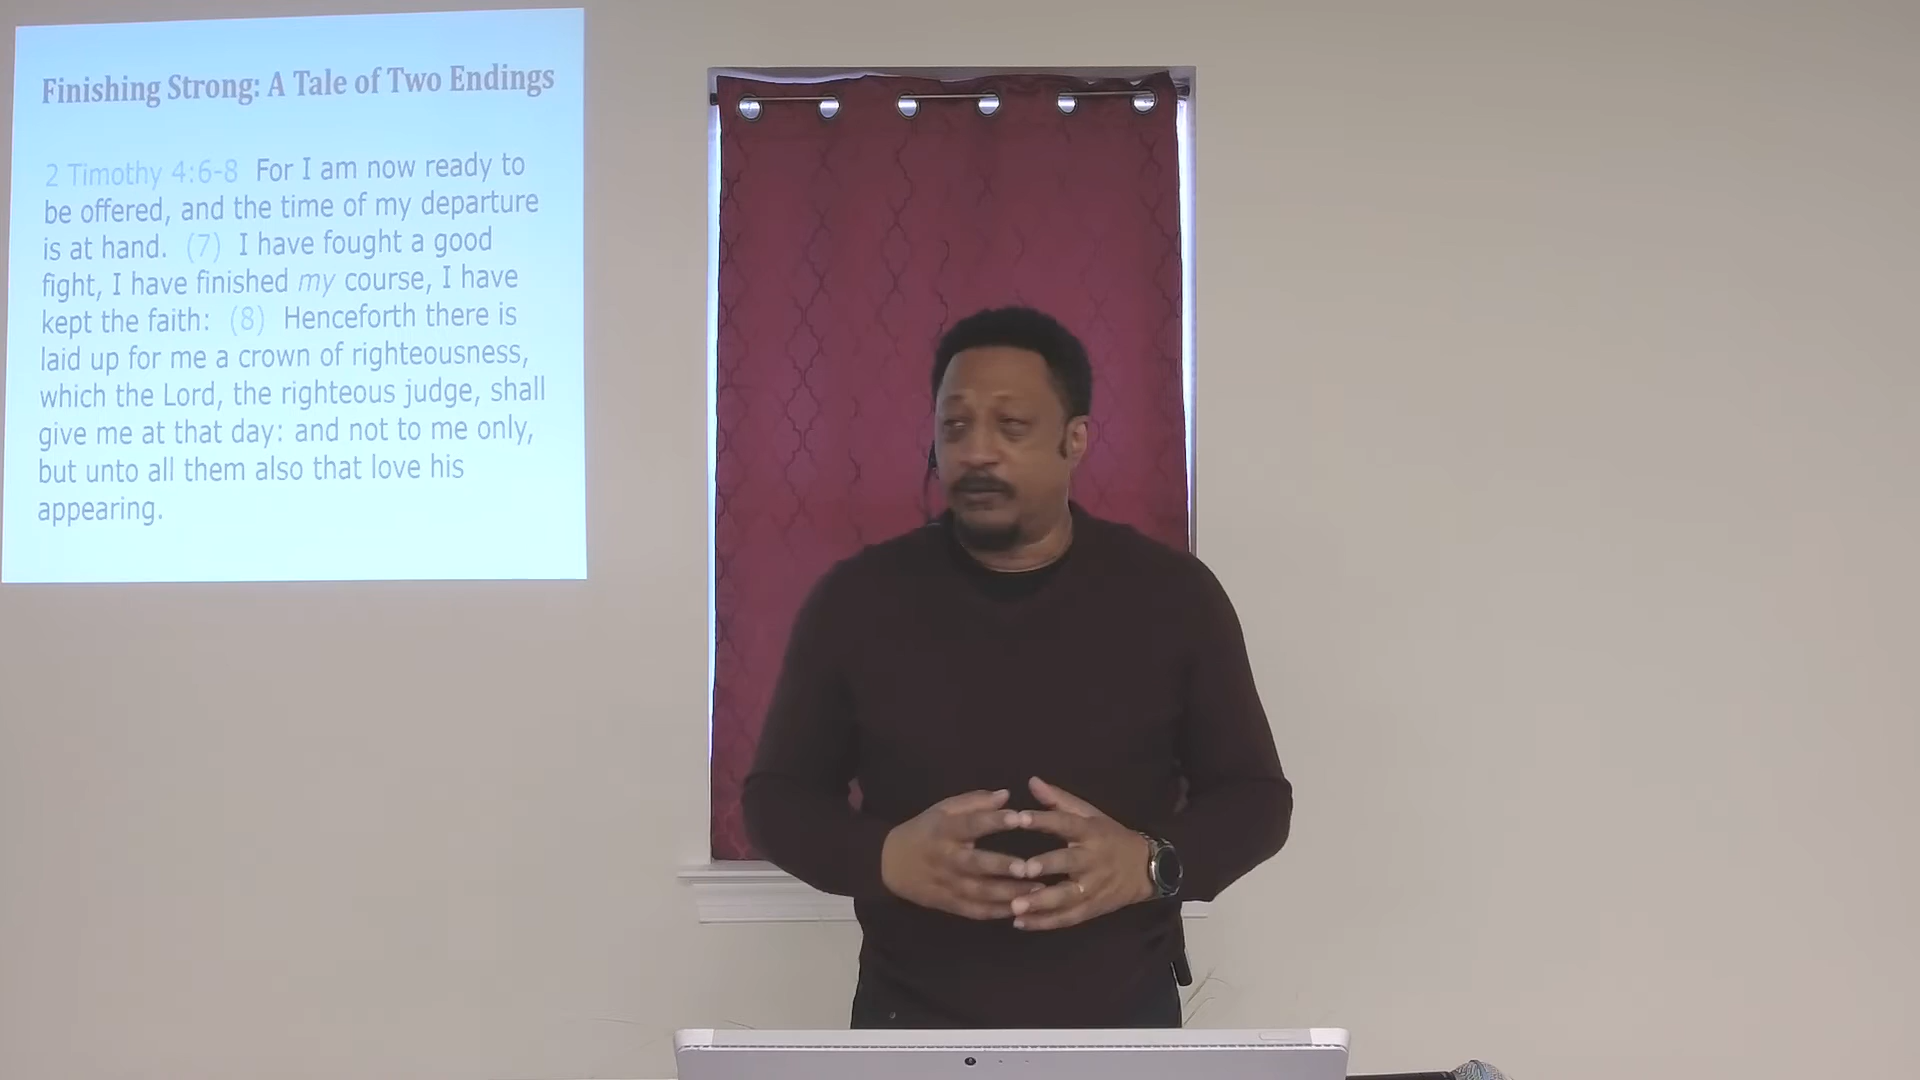 Finishing Strong: A Tale of Two Endings
2 Timothy 4:6-8 For I am now ready to
be offered, and the time of my departure
is at hand. (7) I have fought a good
fight, I have finished my course, I have
kept the faith: (8) Henceforth there is
laid up for me a crown of righteousness,
which the Lord, the righteous judge, shall
give me at that day: and not to me only,
but unto all them also that love his
appearing.